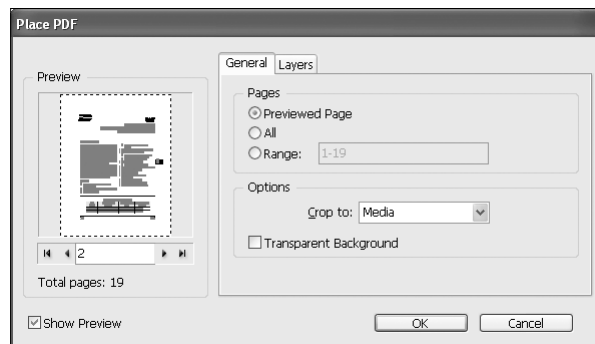 Place PDF
Preview
2
Total pages: 19
Show Preview
General Layers
Pages
Previewed Page
All
Range: 1-19
Options
Crop to: Media
Transparent Background
OK Cancel